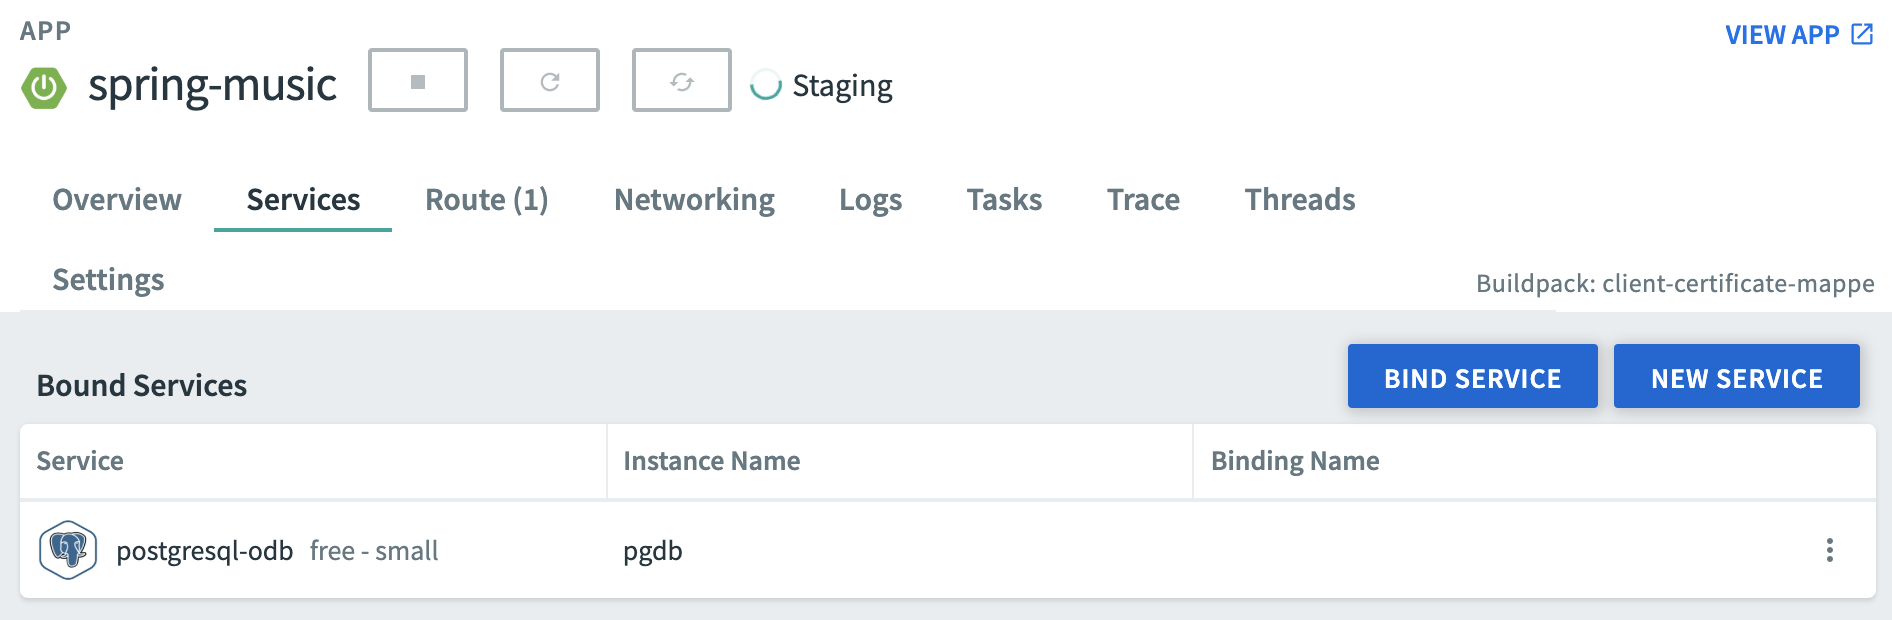 APP
VIEW APP
spring-music
Staging
Overview Services Route (1) Networking Logs Tasks Trace Threads
Settings
Buildpack: client-certificate-mappe
Bound Services
BIND SERVICE NEW SERVICE
Service Instance Name Binding Name
postgresql-odb free - small pgdb